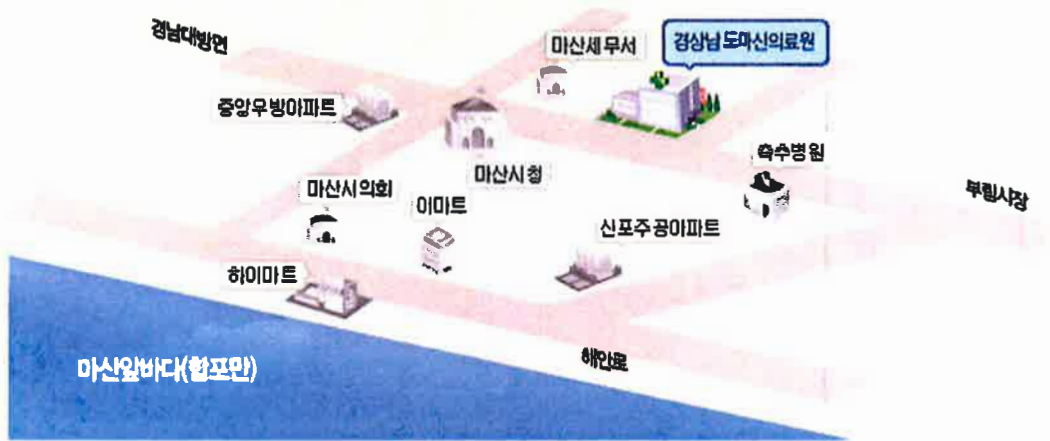 경남대방면
마산세무서
경상남도마산의료원
중앙우방아파트
척추병원
마산시청
마산시의회
이마트
부림시장
신포주공아파트
하이마트
해안로
마산앞바다(합포만)